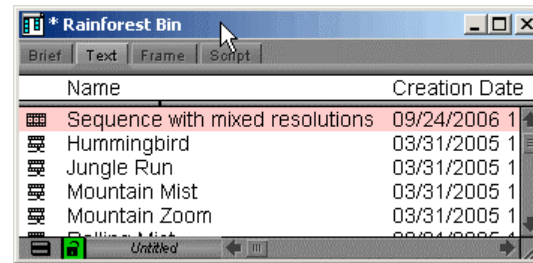 * Rainforest Bin
Brief Text Frame Script
Name Creation Date
Sequence with mixed resolutions 09/24/2006 1
Hummingbird 03/31/2005 1
Jungle Run 03/31/2005 1
Mountain Mist 03/31/2005 1
Mountain Zoom 03/31/2005 1
Untitled